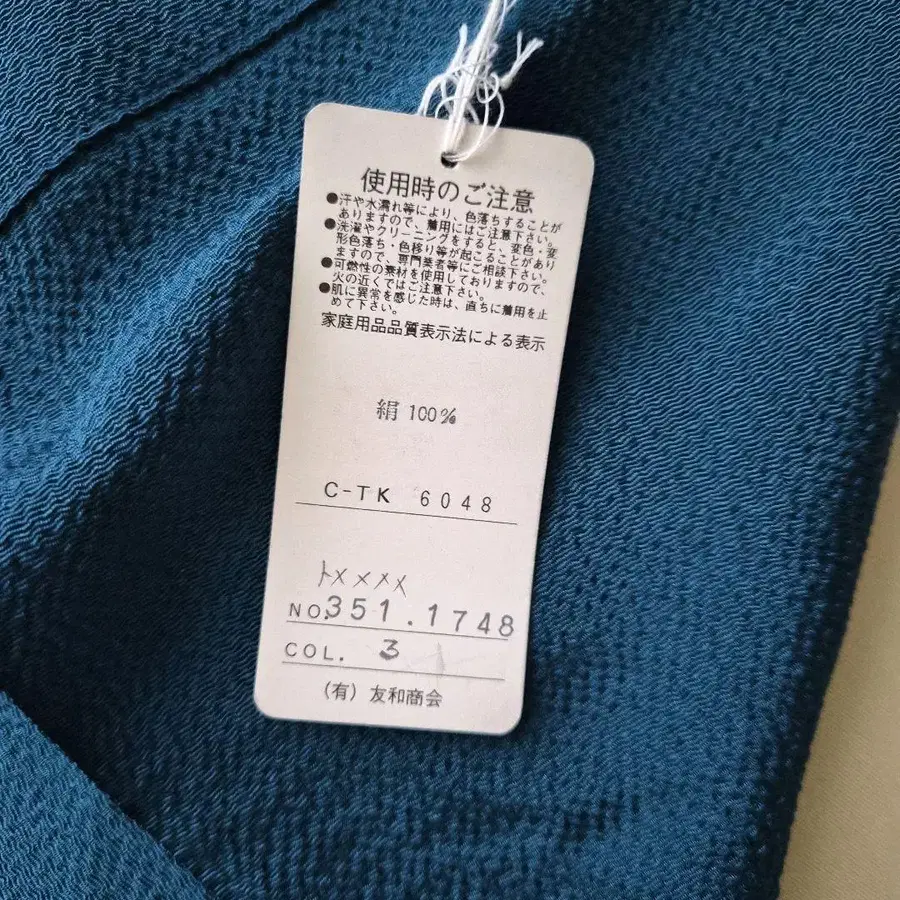 使用時のご注意
●汗や水濡れ等により、色落ちすることが
ありますので、着用にはご注意下さい。
●洗濯やクリーニングをすると、変色・変
形色落ち・色移り等が起こることがあり
ますので、専門業者等にご相談下さい。
●可燃性の素材を使用しておりますので、
火の近くではご注意下さい。
●肌に異常を感じた時は、直ちに着用を止
めて下さい。
家庭用品品質表示法による表示
絹 100%
C-TK 6048
NO.351.1748
COL. 3
(有) 友和商会